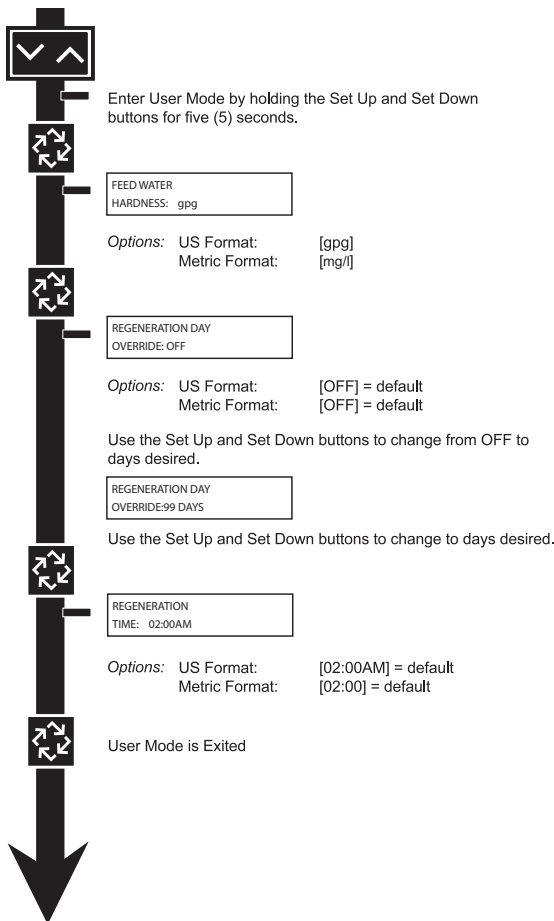 Enter User Mode by holding the Set Up and Set Down
buttons for five (5) seconds.
FEED WATER
HARDNESS: gpg
Options: US Format: [gpg]
Metric Format: [mg/l]
REGENERATION DAY
OVERRIDE: OFF
Options: US Format: [OFF] = default
Metric Format: [OFF] = default
Use the Set Up and Set Down buttons to change from OFF to
days desired.
REGENERATION DAY
OVERRIDE:99 DAYS
Use the Set Up and Set Down buttons to change to days desired.
REGENERATION
TIME: 02:00AM
Options: US Format: [02:00AM] = default
Metric Format: [02:00] = default
User Mode is Exited